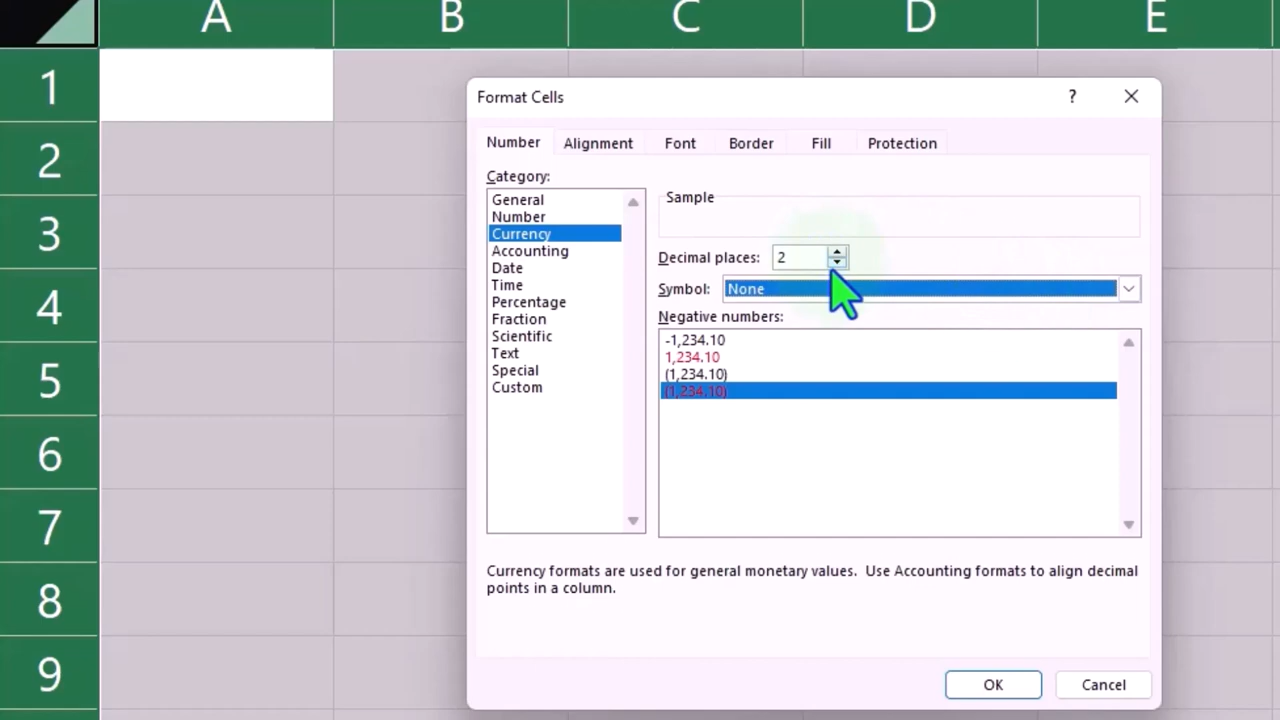 A B C D E
1
2
3
4
5
6
7
8
9
Format Cells ?
Number Alignment Font Border Fill Protection
Category:
General
Number
Currency
Accounting
Date
Time
Percentage
Fraction
Scientific
Text
Special
Custom
Sample
Decimal places: 2
Symbol: None
Negative numbers:
-1,234.10
1,234.10
(1,234.10)
(1,234.10)
Currency formats are used for general monetary values. Use Accounting formats to align decimal
points in a column.
OK Cancel